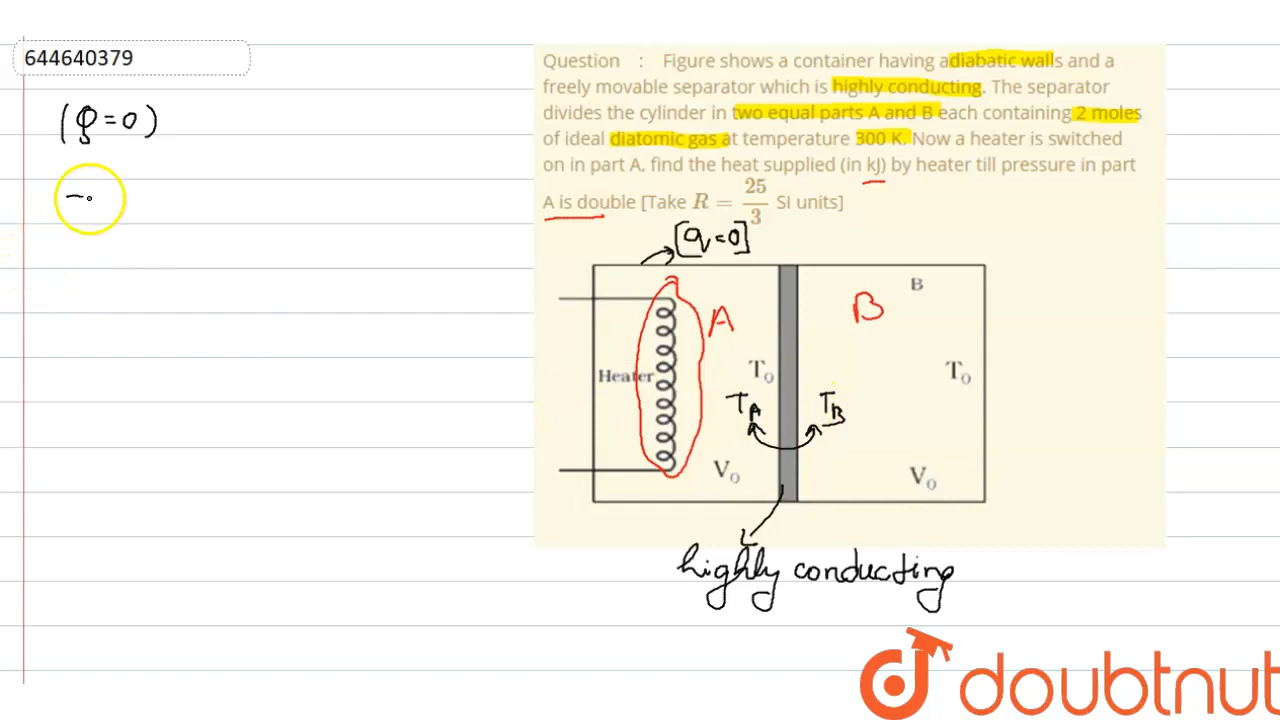 644640379
(q=0)
Question : Figure shows a container having adiabatic walls and a
freely movable separator which is highly conducting. The separator
divides the cylinder in two equal parts A and B each containing 2 moles
of ideal diatomic gas at temperature 300 K. Now a heater is switched
on in part A, find the heat supplied (in kJ) by heater till pressure in part
A is double [Take R = 25/3 SI units]
[q=0]
B
A
B
Heater
T₀
T₀
T_A
T_B
V₀
V₀
highly conducting
doubtnut